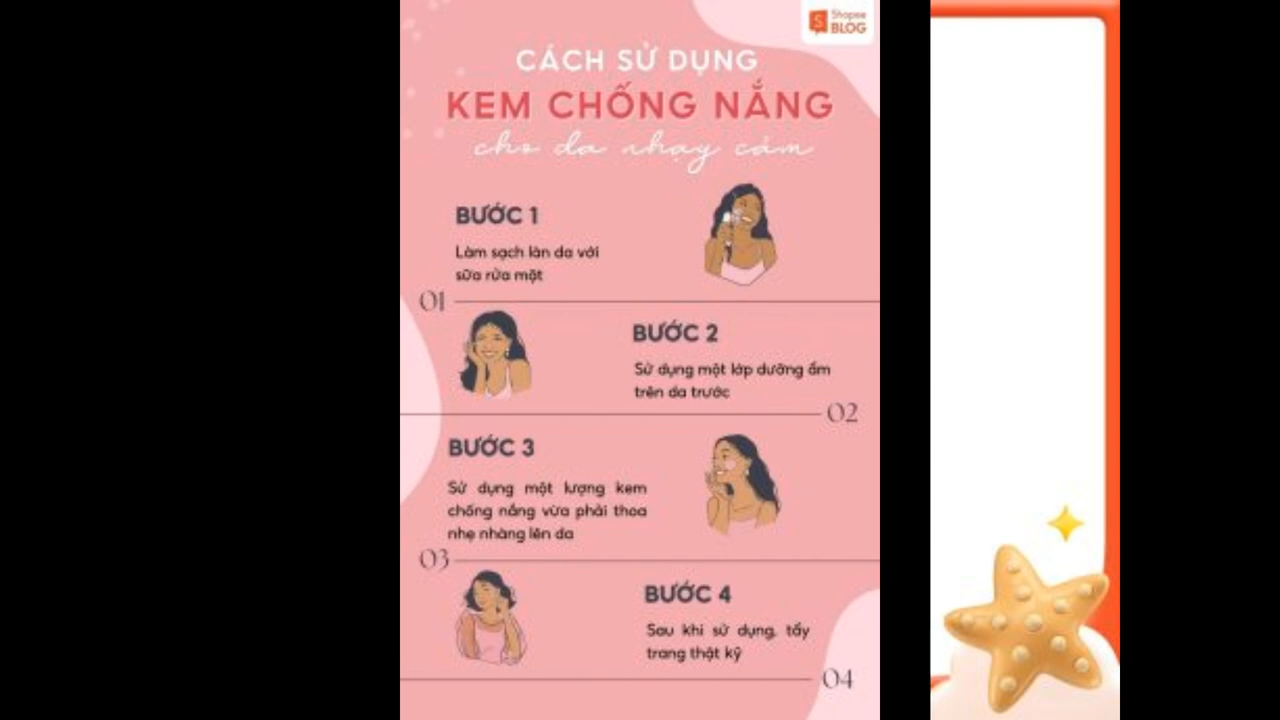 Shopee
BLOG
CÁCH SỬ DỤNG
KEM CHỐNG NẮNG
cho da nhạy cảm
BƯỚC 1
Làm sạch làn da với
sữa rửa mặt
01
BƯỚC 2
Sử dụng một lớp dưỡng ẩm
trên da trước
02
BƯỚC 3
Sử dụng một lượng kem
chống nắng vừa phải thoa
nhẹ nhàng lên da
03
BƯỚC 4
Sau khi sử dụng, tẩy
trang thật kỹ
04